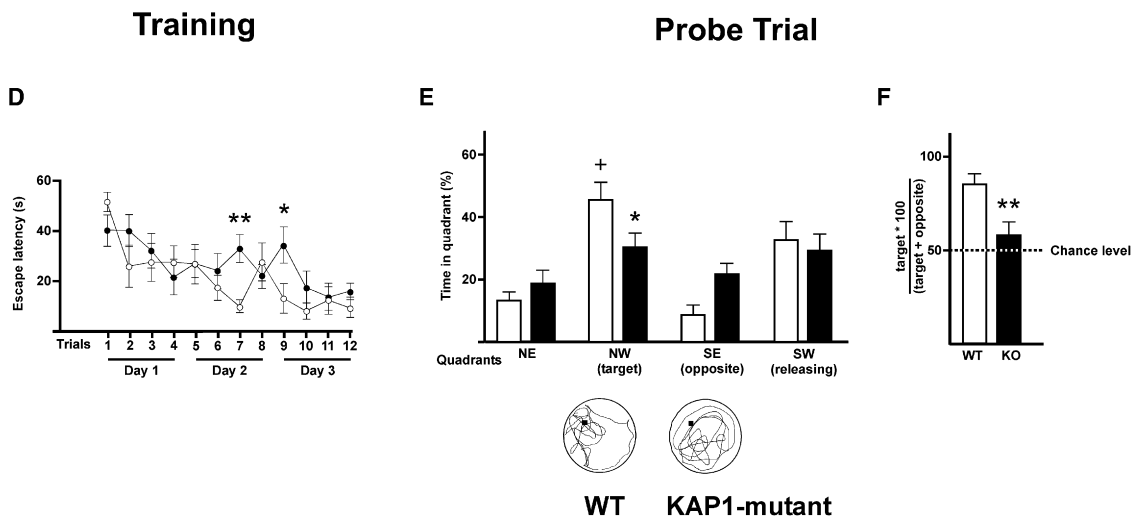 Training
Probe Trial
D
E
F
Escape latency (s)
60
40
20
**
*
Trials 1 2 3 4 5 6 7 8 9 10 11 12
Day 1 Day 2 Day 3
Time in quadrant (%)
60
40
20
+
*
Quadrants NE NW SE SW
(target) (opposite) (releasing)
target * 100
(target + opposite)
100
50
**
Chance level
WT KO
WT KAP1-mutant